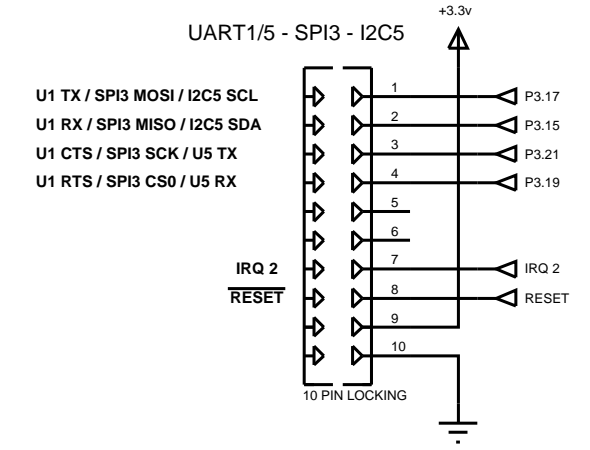 +3.3v
UART1/5 - SPI3 - I2C5
U1 TX / SPI3 MOSI / I2C5 SCL 1 P3.17
U1 RX / SPI3 MISO / I2C5 SDA 2 P3.15
U1 CTS / SPI3 SCK / U5 TX 3 P3.21
U1 RTS / SPI3 CS0 / U5 RX 4 P3.19
5
6
IRQ 2 7 IRQ 2
RESET 8 RESET
9
10
10 PIN LOCKING